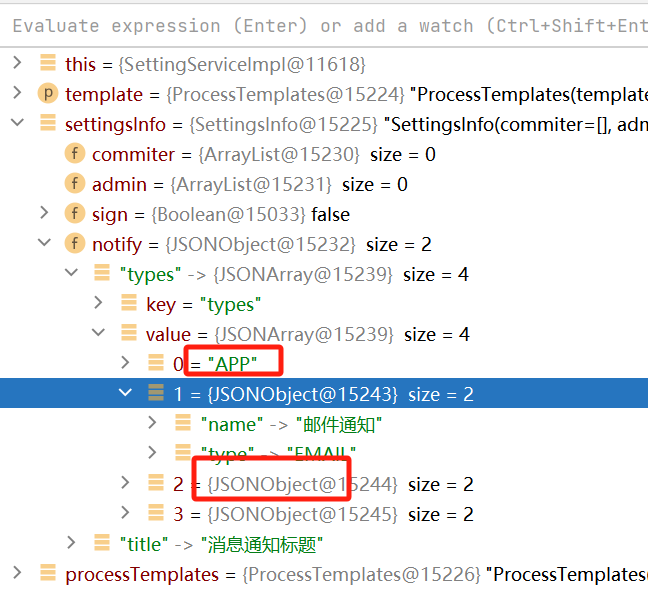 Evaluate expression (Enter) or add a watch (Ctrl+Shift+Ent
this = {SettingServiceImpl@11618}
p template = {ProcessTemplates@15224} "ProcessTemplates(template
settingsInfo = {SettingsInfo@15225} "SettingsInfo(commiter=[], adm
f commiter = {ArrayList@15230} size = 0
f admin = {ArrayList@15231} size = 0
f sign = {Boolean@15033} false
f notify = {JSONObject@15232} size = 2
"types" -> {JSONArray@15239} size = 4
key = "types"
value = {JSONArray@15239} size = 4
0 = "APP"
1 = {JSONObject@15243} size = 2
"name" -> "邮件通知"
"type" -> "EMAIL"
2 = {JSONObject@15244} size = 2
3 = {JSONObject@15245} size = 2
"title" -> "消息通知标题"
processTemplates = {ProcessTemplates@15226} "ProcessTemplates(